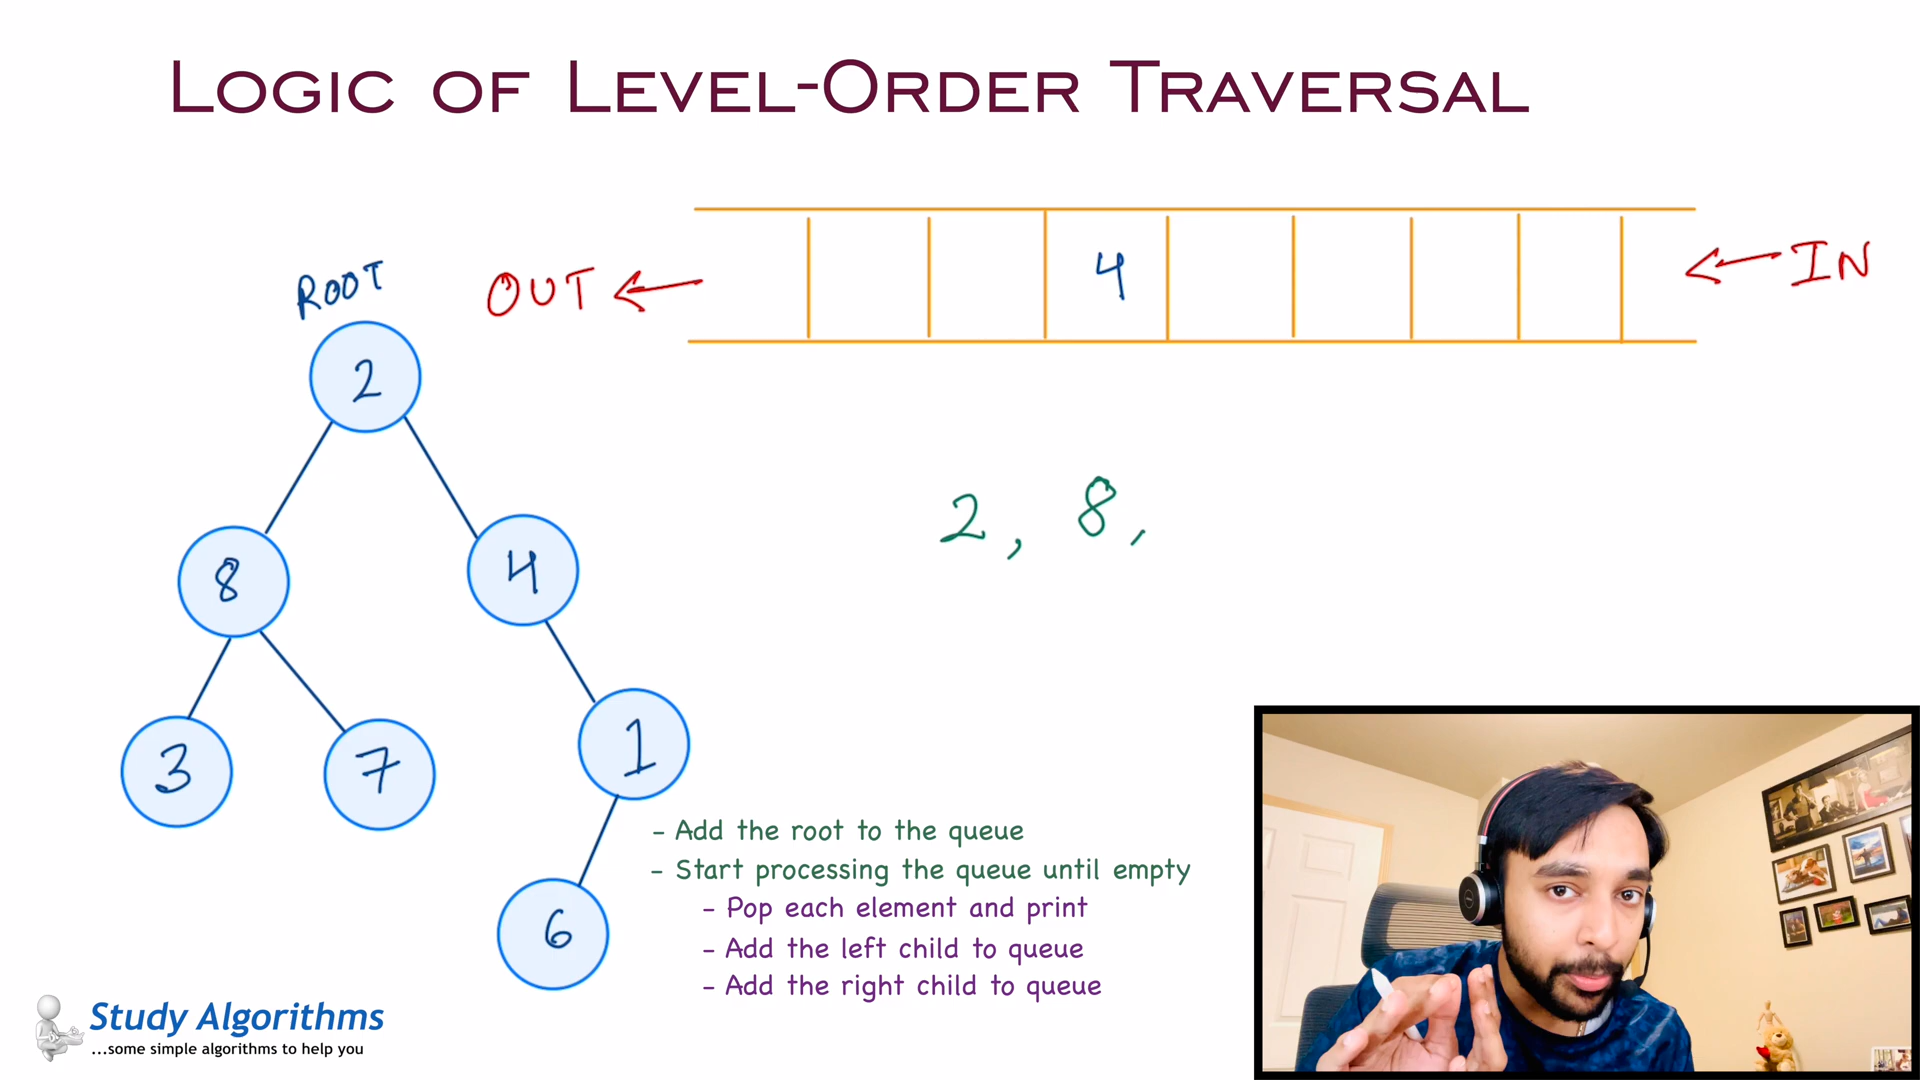 LOGIC OF LEVEL-ORDER TRAVERSAL
ROOT
OUT
4
IN
2
2, 8,
8
4
3
7
1
6
- Add the root to the queue
- Start processing the queue until empty
- Pop each element and print
- Add the left child to queue
- Add the right child to queue
Study Algorithms
...some simple algorithms to help you